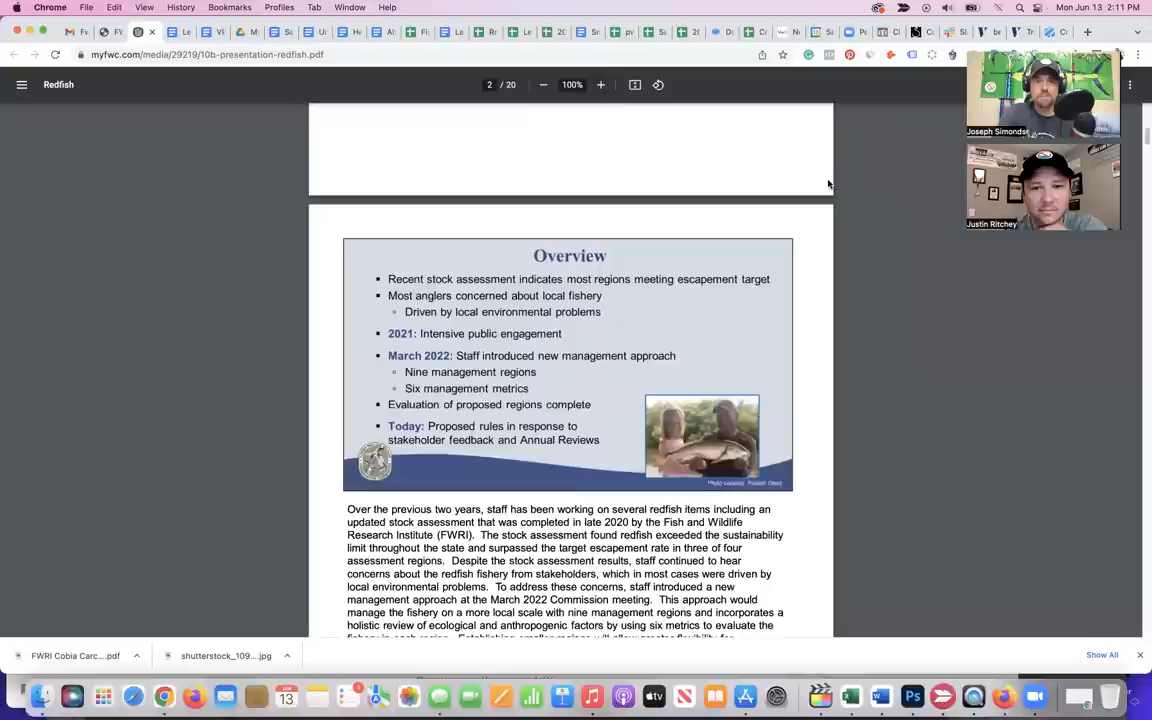 Chrome File Edit View History Bookmarks Profiles Tab Window Help Mon Jun 13 2:11 PM
myfwc.com/media/29219/10b-presentation-redfish.pdf
Redfish 2 / 20 100%
Joseph Simonds
Justin Ritchey
Overview
▪ Recent stock assessment indicates most regions meeting escapement target
▪ Most anglers concerned about local fishery
▫ Driven by local environmental problems
▪ 2021: Intensive public engagement
▪ March 2022: Staff introduced new management approach
▫ Nine management regions
▫ Six management metrics
▪ Evaluation of proposed regions complete
▪ Today: Proposed rules in response to
stakeholder feedback and Annual Reviews
Over the previous two years, staff has been working on several redfish items including an
updated stock assessment that was completed in late 2020 by the Fish and Wildlife
Research Institute (FWRI). The stock assessment found redfish exceeded the sustainability
limit throughout the state and surpassed the target escapement rate in three of four
assessment regions. Despite the stock assessment results, staff continued to hear
concerns about the redfish fishery from stakeholders, which in most cases were driven by
local environmental problems. To address these concerns, staff introduced a new
management approach at the March 2022 Commission meeting. This approach would
manage the fishery on a more local scale with nine management regions and incorporates a
holistic review of ecological and anthropogenic factors by using six metrics to evaluate the
FWRI Cobia Carc....pdf shutterstock_109....jpg Show All